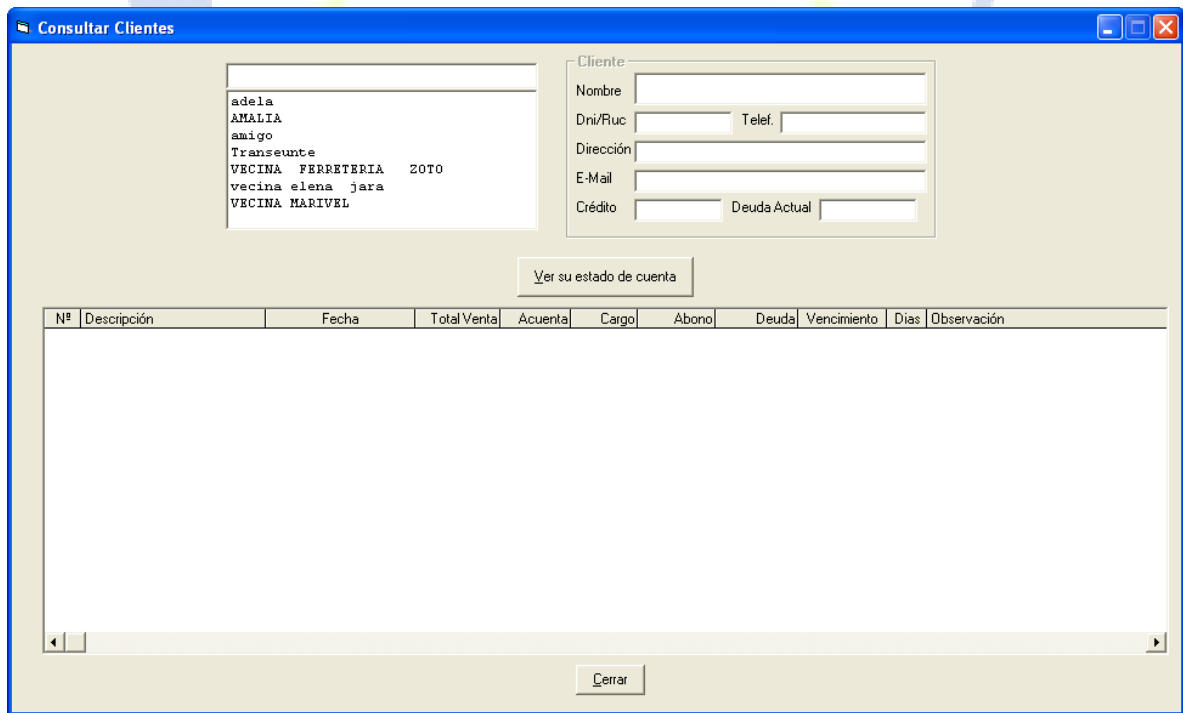 Consultar Clientes
adela
AMALIA
amigo
Transeunte
VECINA  FERRETERIA   ZOTO
vecina elena  jara
VECINA MARIVEL
Cliente
Nombre
Dni/Ruc Telef.
Dirección
E-Mail
Crédito Deuda Actual
Ver su estado de cuenta
Nº Descripción Fecha Total Venta Acuenta Cargo Abono Deuda Vencimiento Dias Observación
Cerrar